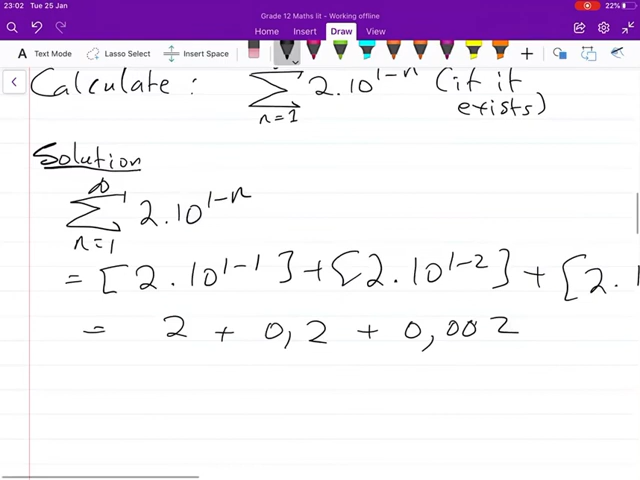 23:02 Tue 25 Jan
Grade 12 Maths lit - Working offline
22%
Home Insert Draw View
Text Mode Lasso Select Insert Space
Calculate : ∑ 2.10^(1-n) (if it
n=1 exists)
Solution
∞
∑ 2.10^(1-n)
n=1
= [2.10^(1-1)] + [2.10^(1-2)] + [2.1
= 2 + 0,2 + 0,002